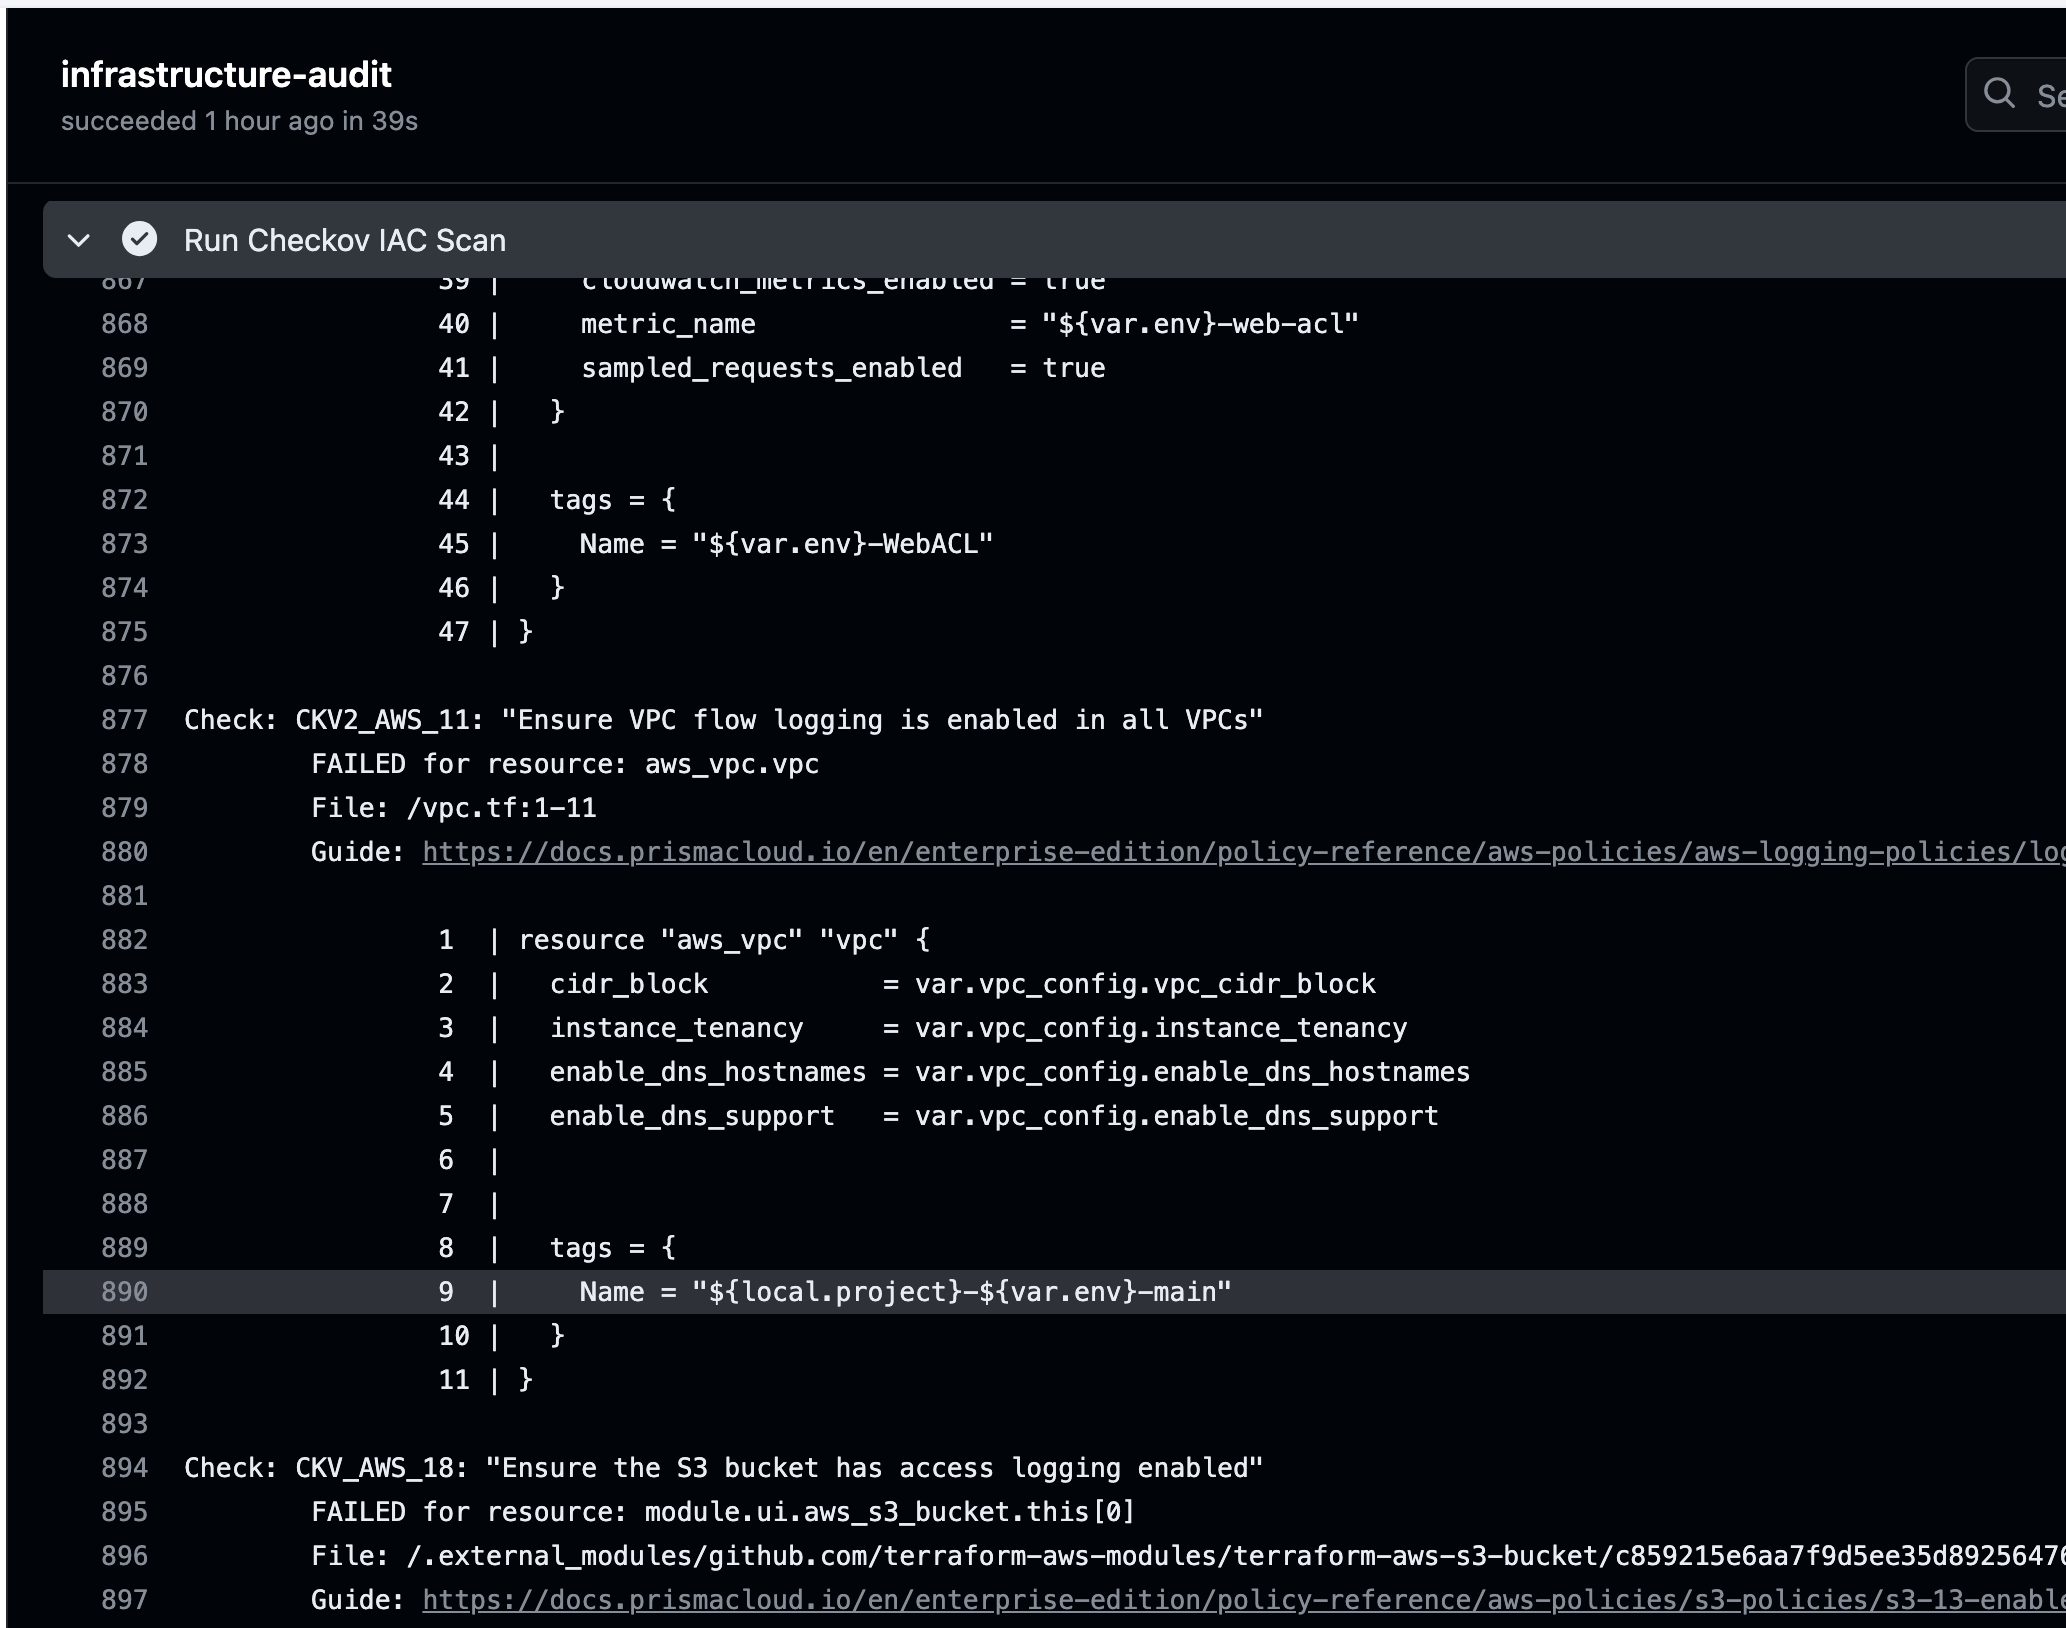 infrastructure-audit
succeeded 1 hour ago in 39s
Se
Run Checkov IAC Scan
867 39 | cloudwatch_metrics_enabled = true
868 40 | metric_name = "${var.env}-web-acl"
869 41 | sampled_requests_enabled = true
870 42 | }
871 43 |
872 44 | tags = {
873 45 | Name = "${var.env}-WebACL"
874 46 | }
875 47 | }
876
877 Check: CKV2_AWS_11: "Ensure VPC flow logging is enabled in all VPCs"
878 FAILED for resource: aws_vpc.vpc
879 File: /vpc.tf:1-11
880 Guide: https://docs.prismacloud.io/en/enterprise-edition/policy-reference/aws-policies/aws-logging-policies/log
881
882 1 | resource "aws_vpc" "vpc" {
883 2 | cidr_block = var.vpc_config.vpc_cidr_block
884 3 | instance_tenancy = var.vpc_config.instance_tenancy
885 4 | enable_dns_hostnames = var.vpc_config.enable_dns_hostnames
886 5 | enable_dns_support = var.vpc_config.enable_dns_support
887 6 |
888 7 |
889 8 | tags = {
890 9 | Name = "${local.project}-${var.env}-main"
891 10 | }
892 11 | }
893
894 Check: CKV_AWS_18: "Ensure the S3 bucket has access logging enabled"
895 FAILED for resource: module.ui.aws_s3_bucket.this[0]
896 File: /.external_modules/github.com/terraform-aws-modules/terraform-aws-s3-bucket/c859215e6aa7f9d5ee35d89256476
897 Guide: https://docs.prismacloud.io/en/enterprise-edition/policy-reference/aws-policies/s3-policies/s3-13-enable